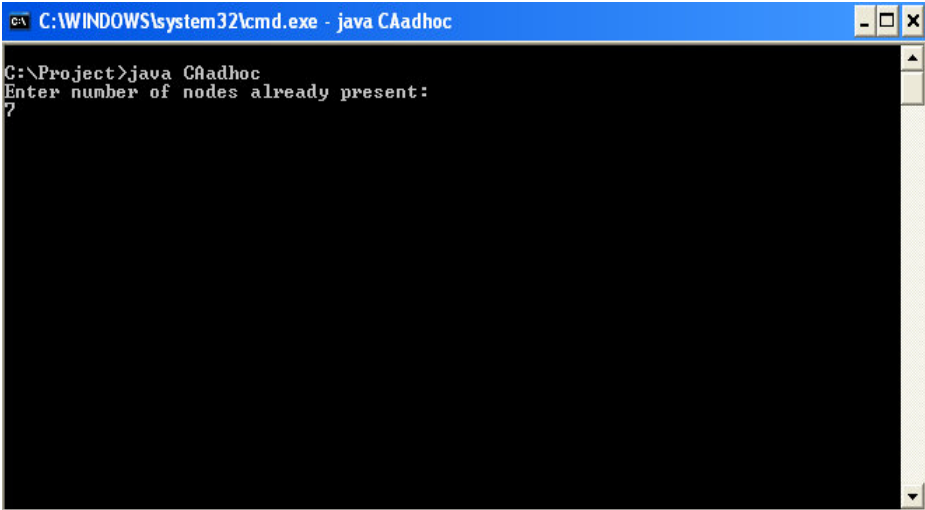 C:\WINDOWS\system32\cmd.exe - java CAadhoc
C:\Project>java CAadhoc
Enter number of nodes already present:
7